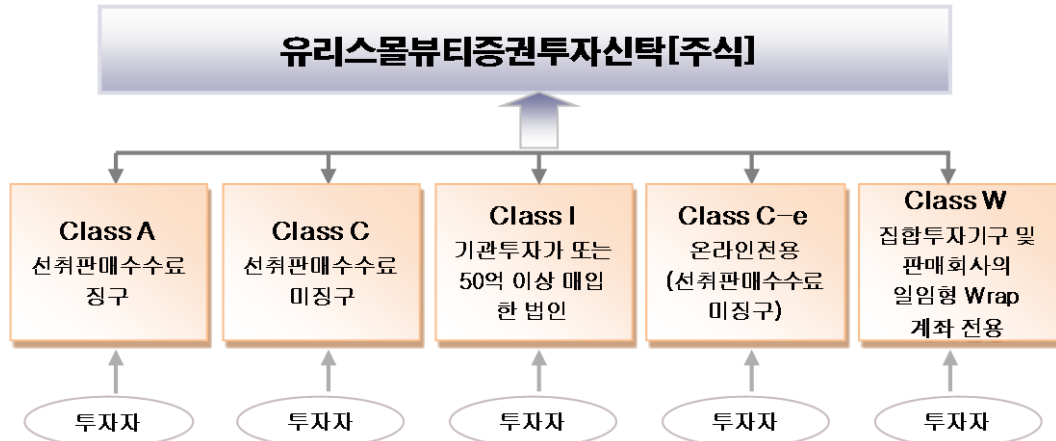 유리스몰뷰티증권투자신탁[주식]
Class A
선취판매수수료
징구
Class C
선취판매수수료
미징구
Class I
기관투자가 또는
50억 이상 매입
한 법인
Class C-e
온라인전용
(선취판매수수료
미징구)
Class W
집합투자기구 및
판매회사의
일임형 Wrap
계좌 전용
투자자
투자자
투자자
투자자
투자자